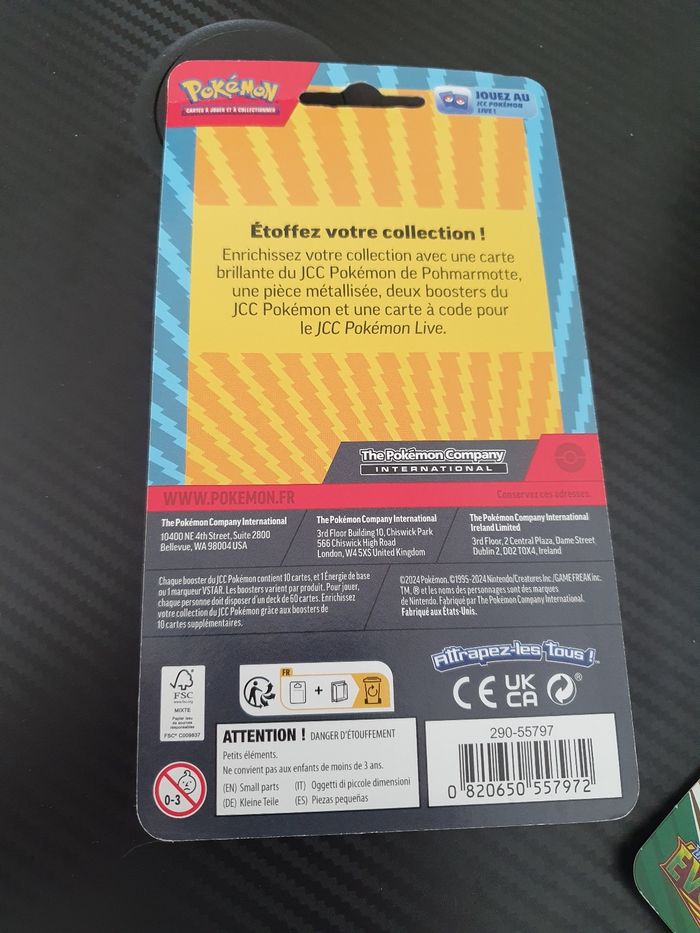 POKÉMON
CARTES À JOUER ET À COLLECTIONNER
JOUEZ AU
JCC POKÉMON
LIVE !
Étoffez votre collection !
Enrichissez votre collection avec une carte
brillante du JCC Pokémon de Pohmarmotte,
une pièce métallisée, deux boosters du
JCC Pokémon et une carte à code pour
le JCC Pokémon Live.
The Pokémon Company
INTERNATIONAL
WWW.POKEMON.FR
Conservez ces adresses.
The Pokémon Company International
10400 NE 4th Street, Suite 2800
Bellevue, WA 98004 USA
The Pokémon Company International
3rd Floor Building 10, Chiswick Park
566 Chiswick High Road
London, W4 5XS United Kingdom
The Pokémon Company International
Ireland Limited
3rd Floor, 2 Central Plaza, Dame Street
Dublin 2, D02 T0X4, Ireland
Chaque booster du JCC Pokémon contient 10 cartes, et 1 Énergie de base
ou 1 marqueur VSTAR. Les boosters varient par produit. Pour jouer,
chaque personne doit disposer d'un deck de 60 cartes. Enrichissez
votre collection du JCC Pokémon grâce aux boosters de
10 cartes supplémentaires.
©2024 Pokémon. ©1995-2024 Nintendo/Creatures Inc./GAME FREAK inc.
TM, ® et les noms des personnages sont des marques
de Nintendo. Fabriqué par The Pokémon Company International.
Fabriqué aux États-Unis.
Attrapez-les Tous !™
FSC
www.fsc.org
MIXTE
Papier issu
de sources
responsables
FSC® C009837
FR
+
CE UK
CA
®
ATTENTION ! DANGER D'ÉTOUFFEMENT
Petits éléments.
Ne convient pas aux enfants de moins de 3 ans.
(EN) Small parts (IT) Oggetti di piccole dimensioni
(DE) Kleine Teile (ES) Piezas pequeñas
0-3
290-55797
0 820650 557972
EV